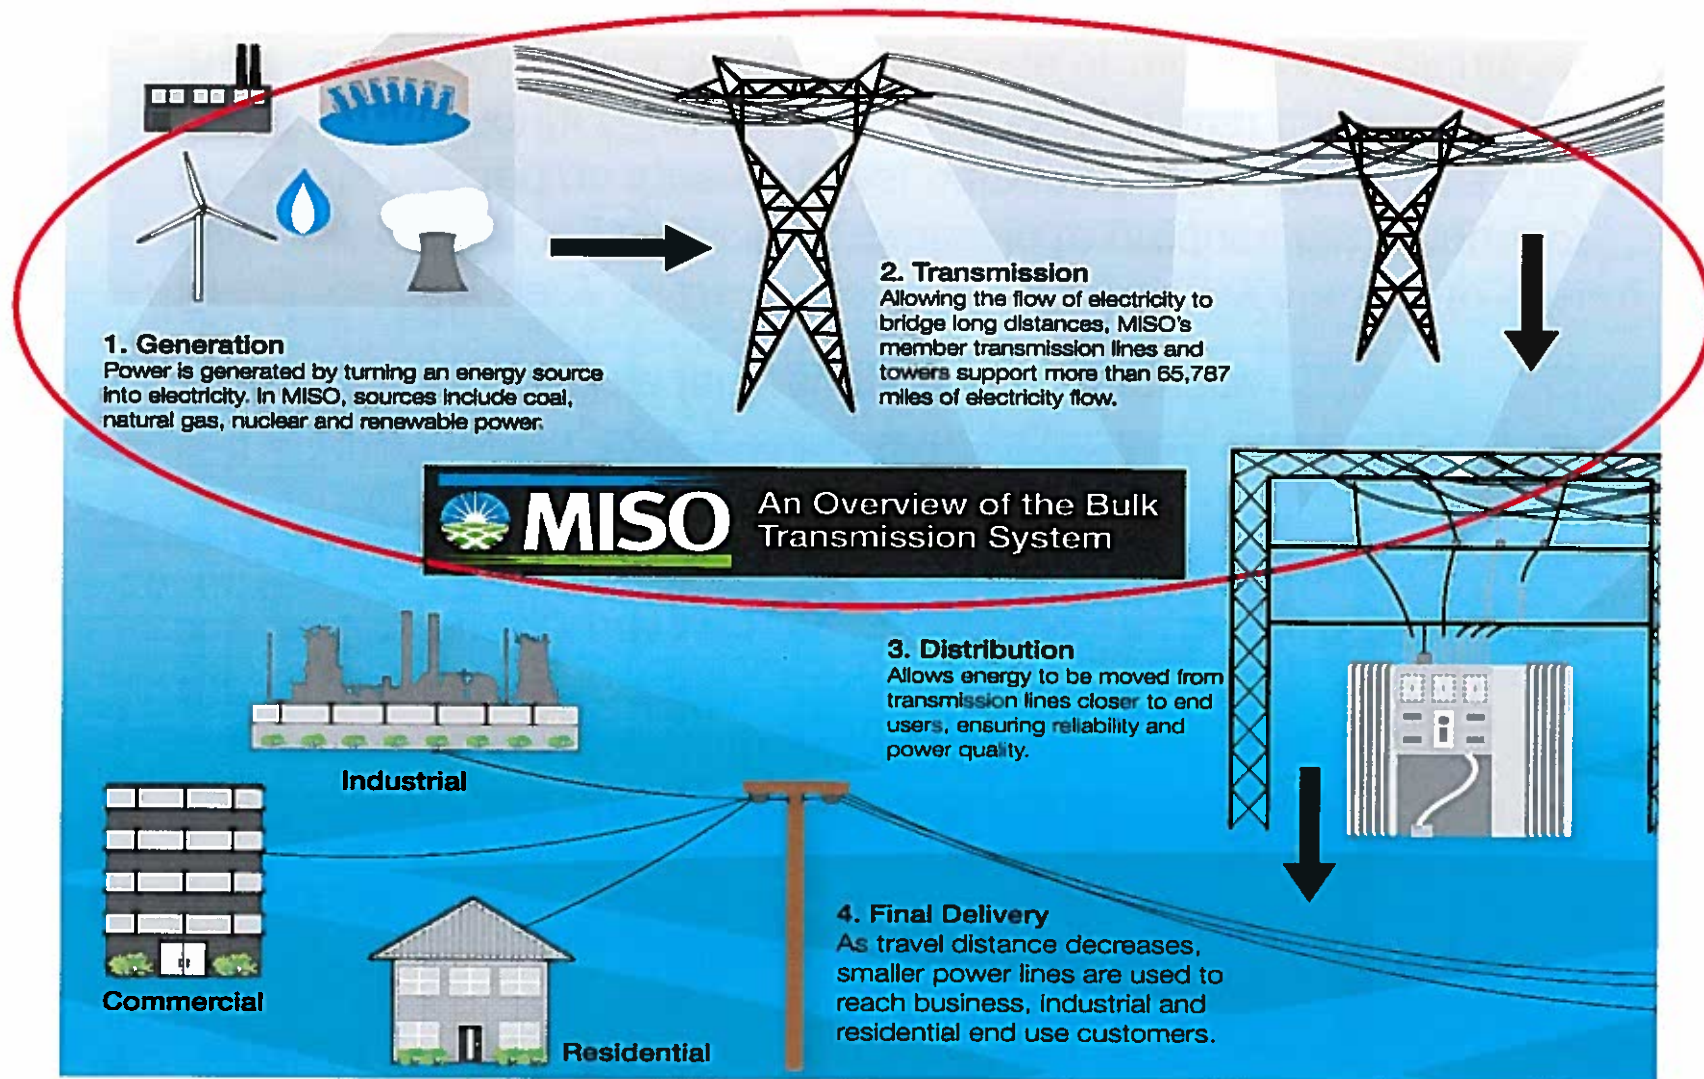 1. Generation
Power is generated by turning an energy source
into electricity. In MISO, sources include coal,
natural gas, nuclear and renewable power.
2. Transmission
Allowing the flow of electricity to
bridge long distances, MISO's
member transmission lines and
towers support more than 65,787
miles of electricity flow.
MISO
An Overview of the Bulk
Transmission System
3. Distribution
Allows energy to be moved from
transmission lines closer to end
users, ensuring reliability and
power quality.
Industrial
Commercial
Residential
4. Final Delivery
As travel distance decreases,
smaller power lines are used to
reach business, industrial and
residential end use customers.